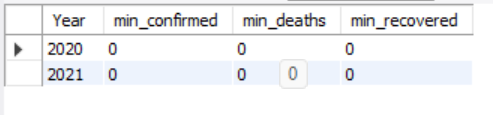 Year min_confirmed min_deaths min_recovered
2020 0 0 0
2021 0 0 0 0